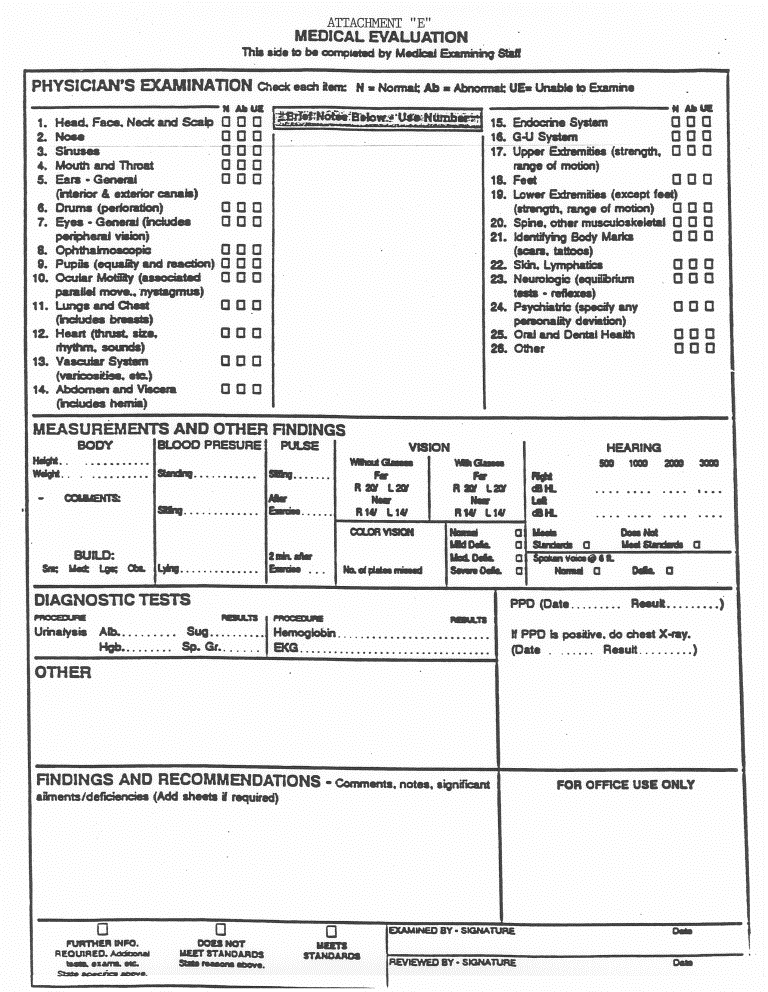 ATTACHMENT "E"
MEDICAL EVALUATION
This side to be completed by Medical Examining Staff
PHYSICIAN'S EXAMINATION Check each item: N = Normal; Ab = Abnormal; UE= Unable to Examine
N Ab UE
1. Head, Face, Neck and Scalp
2. Nose
3. Sinuses
4. Mouth and Throat
5. Ears - General
(interior & exterior canals)
6. Drums (perforation)
7. Eyes - General (includes
peripheral vision)
8. Ophthalmoscopic
9. Pupils (equality and reaction)
10. Ocular Motility (associated
parallel move., nystagmus)
11. Lungs and Chest
(includes breasts)
12. Heart (thrust, size,
rhythm, sounds)
13. Vascular System
(varicosities, etc.)
14. Abdomen and Viscera
(includes hernia)
Brief Notes Below - Use Number
N Ab UE
15. Endocrine System
16. G-U System
17. Upper Extremities (strength,
range of motion)
18. Feet
19. Lower Extremities (except feet)
(strength, range of motion)
20. Spine, other musculoskeletal
21. Identifying Body Marks
(scars, tattoos)
22. Skin, Lymphatics
23. Neurologic (equilibrium
tests - reflexes)
24. Psychiatric (specify any
personality deviation)
25. Oral and Dental Health
26. Other
MEASUREMENTS AND OTHER FINDINGS
BODY
Height.. ...........
Weight.. ...........
- COMMENTS:
BUILD:
Sm; Med; Lge; Obs.
BLOOD PRESURE
Standing...........
Sitting.............
Lying..............
PULSE
Sitting.......
After
Exercise.....
2 min. after
Exercise ...
VISION
Without Glasses
Far
R 20/ L 20/
Near
R 14/ L 14/
With Glasses
Far
R 20/ L 20/
Near
R 14/ L 14/
COLOR VISION
No. of plates missed
Normal
Mild Defic.
Mod. Defic.
Severe Defic.
HEARING
500 1000 2000 3000
Right
dB HL .... .... .... ....
Left
dB HL .... .... .... ....
Meets Does Not
Standards Meet Standards
Spoken Voice @ 6 ft.
Normal Defic.
DIAGNOSTIC TESTS
PROCEDURE RESULTS PROCEDURE RESULTS
Urinalysis Alb.......... Sug......... Hemoglobin.........................
Hgb......... Sp. Gr....... EKG...............................
PPD (Date......... Result.........)
If PPD is positive, do chest X-ray.
(Date . ...... Result.........)
OTHER
FINDINGS AND RECOMMENDATIONS - Comments, notes, significant
ailments/deficiencies (Add sheets if required)
FOR OFFICE USE ONLY
FURTHER INFO.
REQUIRED. Additional
tests, exams, etc.
State specifics above.
DOES NOT
MEET STANDARDS
State reasons above.
MEETS
STANDARDS
EXAMINED BY - SIGNATURE Date
REVIEWED BY - SIGNATURE Date